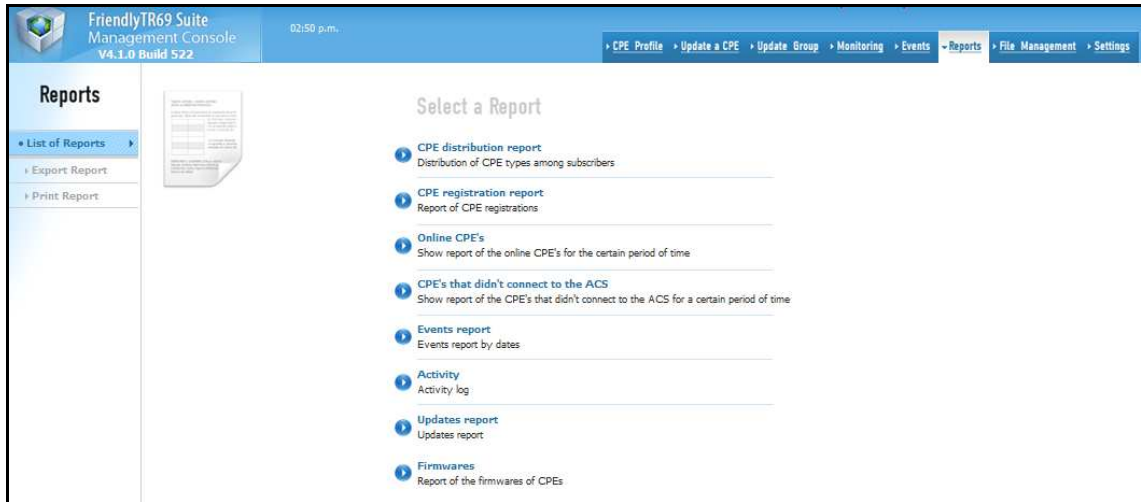 FriendlyTR69 Suite
Management Console
V4.1.0 Build 522
02:50 p.m.
CPE Profile Update a CPE Update Group Monitoring Events Reports File Management Settings
Reports
List of Reports
Export Report
Print Report
Select a Report
CPE distribution report
Distribution of CPE types among subscribers
CPE registration report
Report of CPE registrations
Online CPE's
Show report of the online CPE's for the certain period of time
CPE's that didn't connect to the ACS
Show report of the CPE's that didn't connect to the ACS for a certain period of time
Events report
Events report by dates
Activity
Activity log
Updates report
Updates report
Firmwares
Report of the firmwares of CPEs